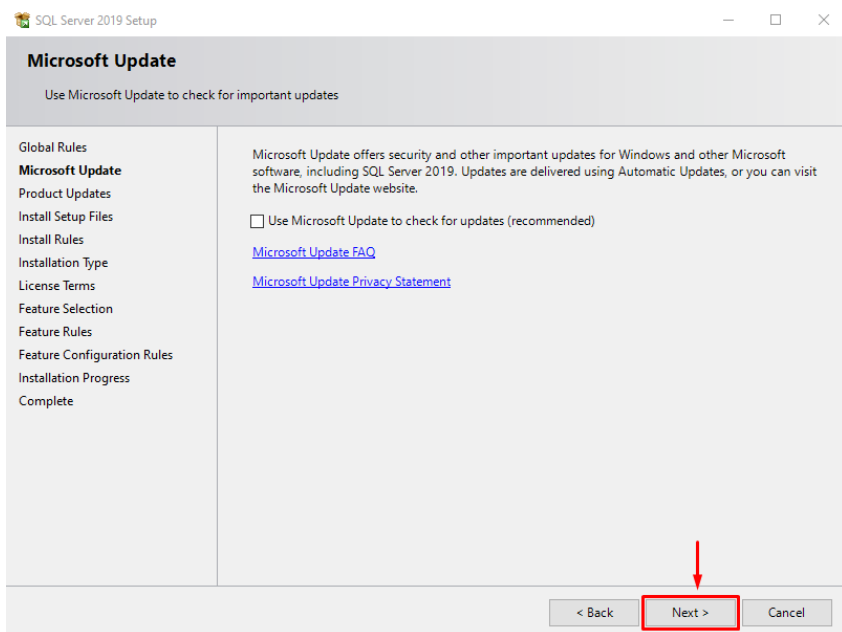 SQL Server 2019 Setup
Microsoft Update
Use Microsoft Update to check for important updates
Global Rules
Microsoft Update
Product Updates
Install Setup Files
Install Rules
Installation Type
License Terms
Feature Selection
Feature Rules
Feature Configuration Rules
Installation Progress
Complete
Microsoft Update offers security and other important updates for Windows and other Microsoft
software, including SQL Server 2019. Updates are delivered using Automatic Updates, or you can visit
the Microsoft Update website.
Use Microsoft Update to check for updates (recommended)
Microsoft Update FAQ
Microsoft Update Privacy Statement
< Back
Next >
Cancel